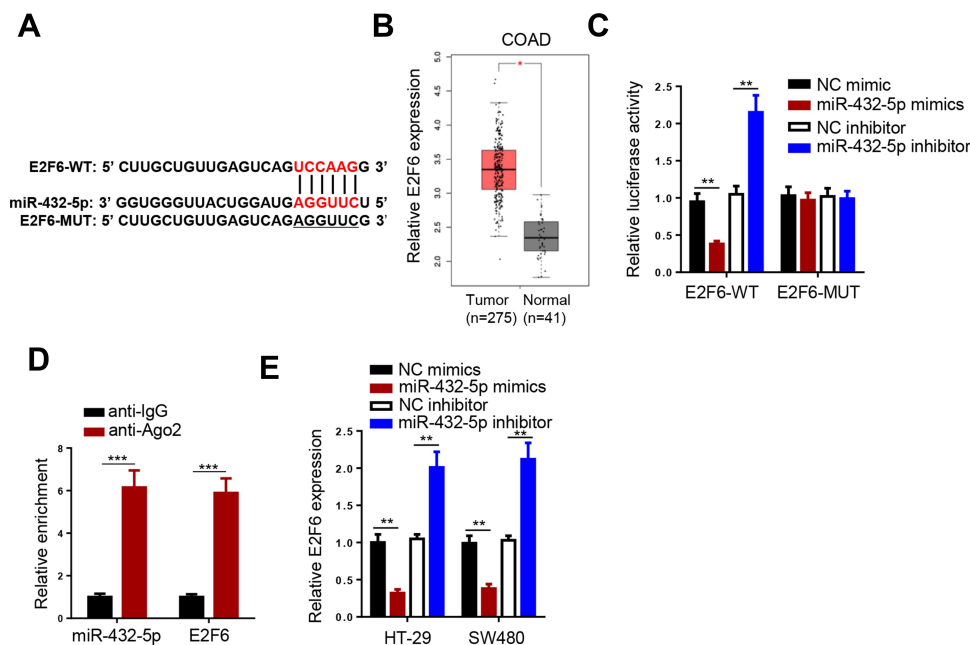 A
E2F6-WT: 5' CUUGCUGUUGAGUCAGUCCAAGG 3'
miR-432-5p: 3' GGUGGGUUACUGGAUGAGGUUCU 5'
E2F6-MUT: 5' CUUGCUGUUGAGUCAGAGGUUCG 3'
B
COAD
*
Relative E2F6 expression
5.0
4.5
4.0
3.5
3.0
2.5
2.0
Tumor Normal
(n=275) (n=41)
C
NC mimic
miR-432-5p mimics
NC inhibitor
miR-432-5p inhibitor
Relative luciferase activity
2.5
2.0
1.5
1.0
0.5
0.0
** **
E2F6-WT E2F6-MUT
D
anti-IgG
anti-Ago2
Relative enrichment
8
6
4
2
0
*** ***
miR-432-5p E2F6
E
NC mimics
miR-432-5p mimics
NC inhibitor
miR-432-5p inhibitor
Relative E2F6 expression
2.5
2.0
1.5
1.0
0.5
0.0
** ** ** **
HT-29 SW480